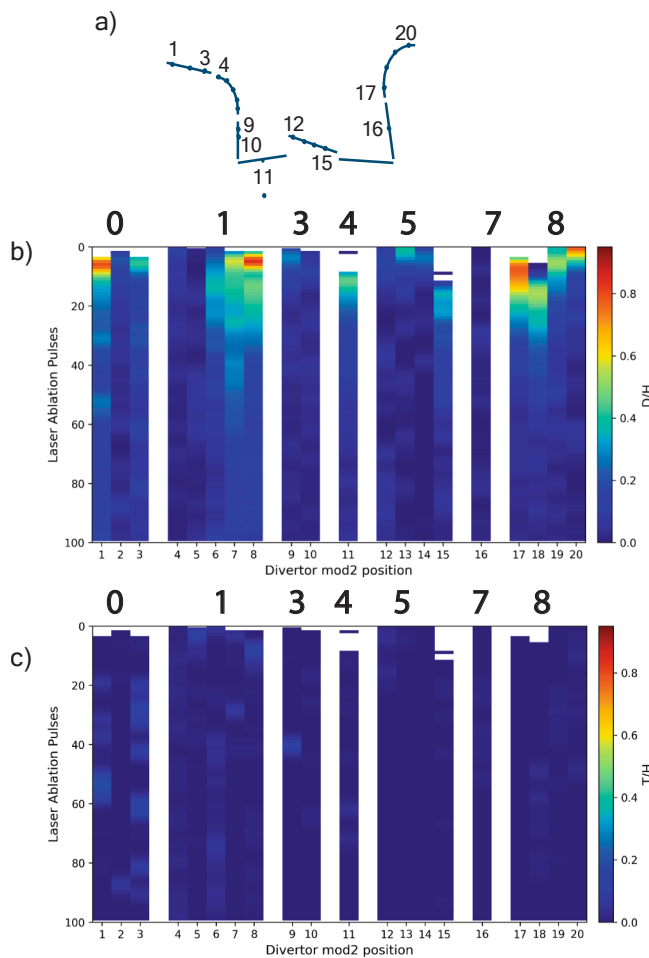 a)
1 3 4 20
17
9 12 16
10 15
11
0 1 3 4 5 7 8
b)
0 0.8
20 0.6
Laser Ablation Pulses
40 D/H
0.4
60
0.2
80
100 0.0
1 2 3 4 5 6 7 8 9 10 11 12 13 14 15 16 17 18 19 20
Divertor mod2 position
0 1 3 4 5 7 8
c)
0 0.8
20 0.6
Laser Ablation Pulses
40 T/H
0.4
60
0.2
80
100 0.0
1 2 3 4 5 6 7 8 9 10 11 12 13 14 15 16 17 18 19 20
Divertor mod2 position